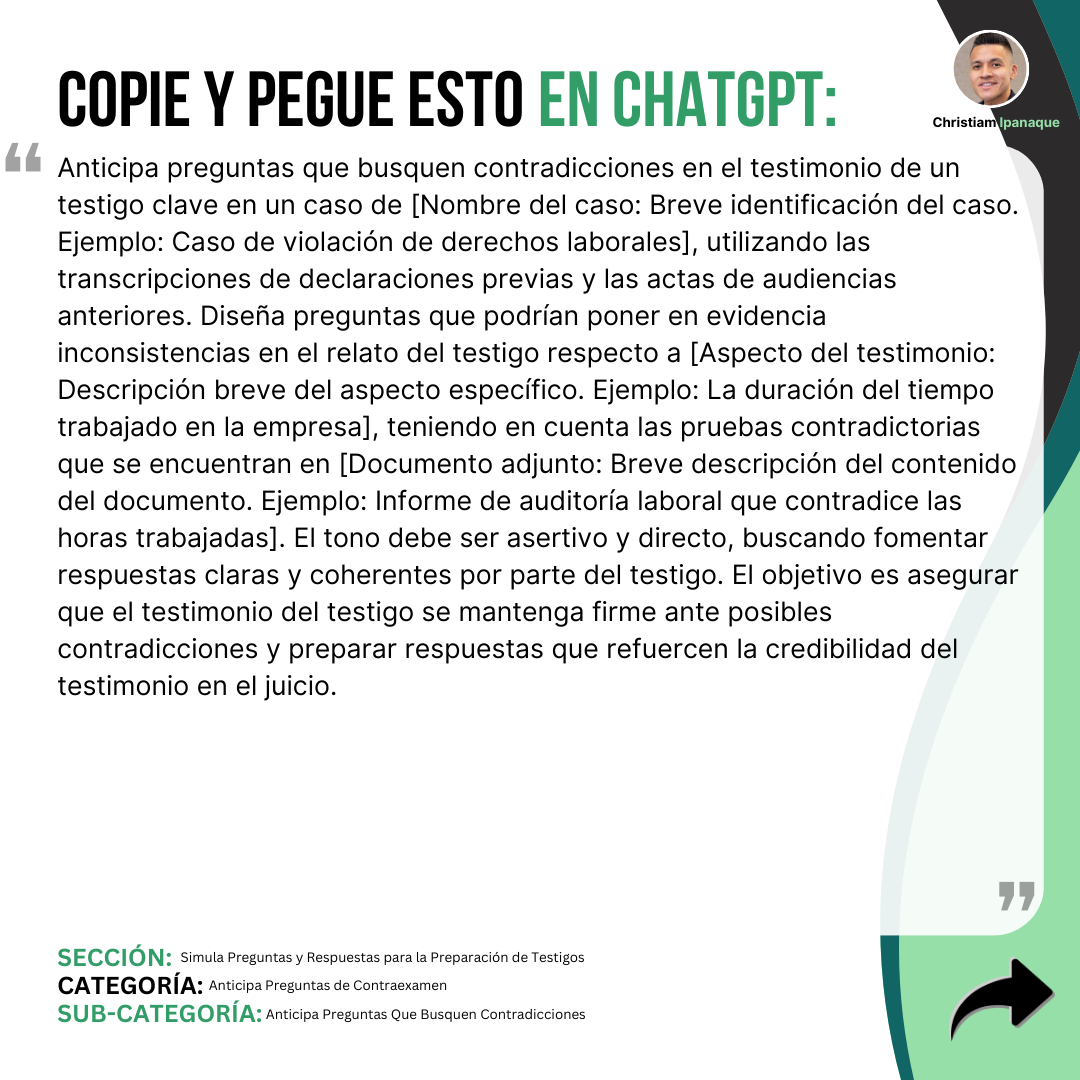 COPIE Y PEGUE ESTO EN CHATGPT:
Christiam Ipanaque
“
Anticipa preguntas que busquen contradicciones en el testimonio de un
testigo clave en un caso de [Nombre del caso: Breve identificación del caso.
Ejemplo: Caso de violación de derechos laborales], utilizando las
transcripciones de declaraciones previas y las actas de audiencias
anteriores. Diseña preguntas que podrían poner en evidencia
inconsistencias en el relato del testigo respecto a [Aspecto del testimonio:
Descripción breve del aspecto específico. Ejemplo: La duración del tiempo
trabajado en la empresa], teniendo en cuenta las pruebas contradictorias
que se encuentran en [Documento adjunto: Breve descripción del contenido
del documento. Ejemplo: Informe de auditoría laboral que contradice las
horas trabajadas]. El tono debe ser asertivo y directo, buscando fomentar
respuestas claras y coherentes por parte del testigo. El objetivo es asegurar
que el testimonio del testigo se mantenga firme ante posibles
contradicciones y preparar respuestas que refuercen la credibilidad del
testimonio en el juicio.
”
SECCIÓN: Simula Preguntas y Respuestas para la Preparación de Testigos
CATEGORÍA: Anticipa Preguntas de Contraexamen
SUB-CATEGORÍA: Anticipa Preguntas Que Busquen Contradicciones